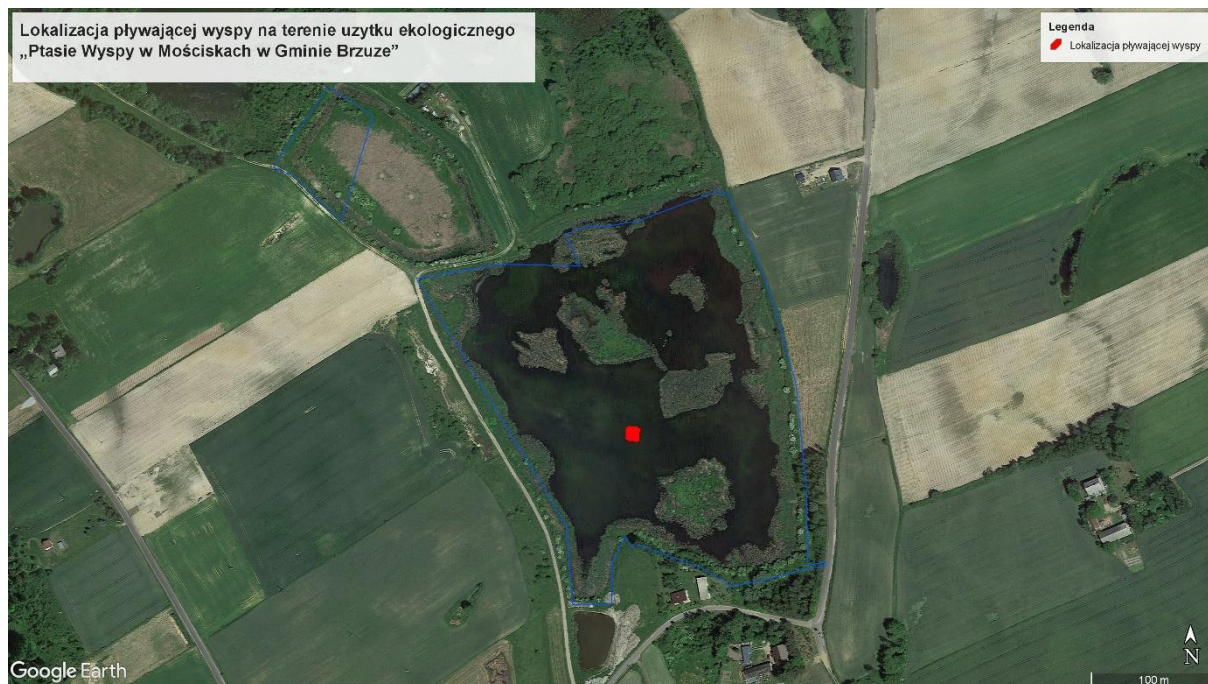 Lokalizacja pływającej wyspy na terenie uzytku ekologicznego
„Ptasie Wyspy w Mościskach w Gminie Brzuze”
Legenda
Lokalizacja pływającej wyspy
Google Earth
N
100 m